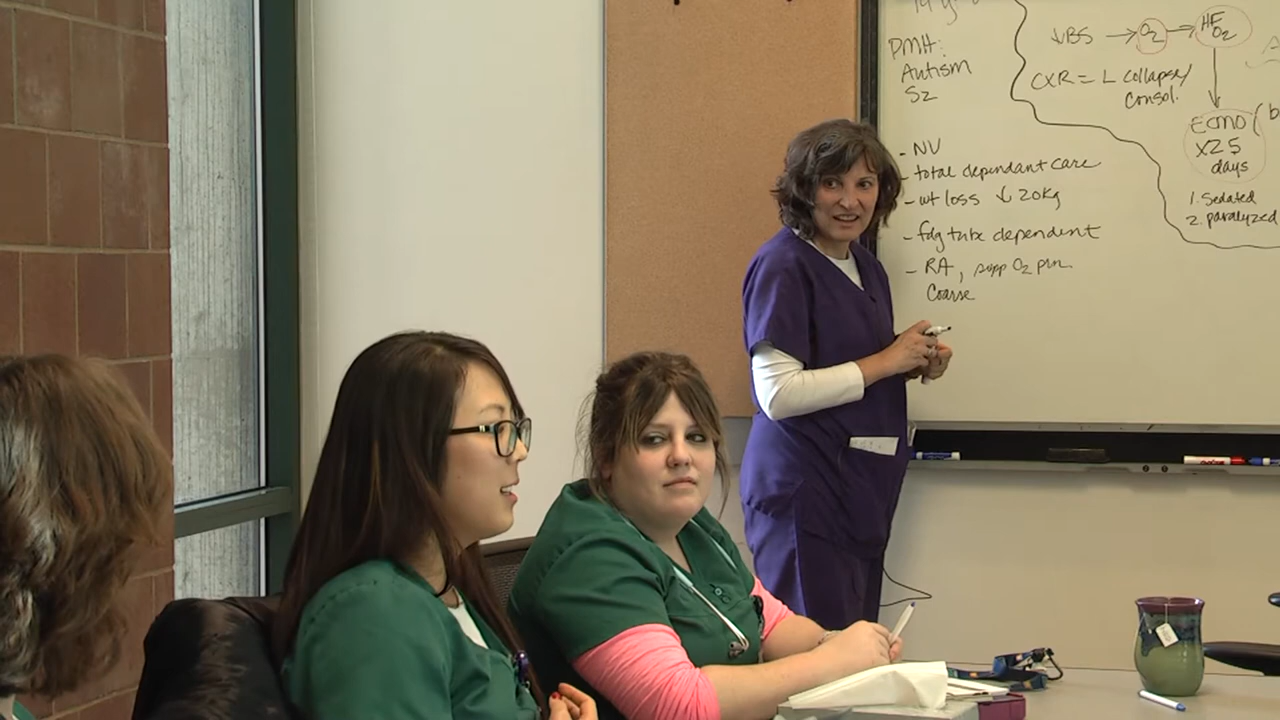 PMH:
Autism
Sz
- NV
- total dependant care
- wt loss ↓ 20kg
- fdg tube dependent
- RA, supp O2 prn.
Coarse
↓BS → O2 → HF O2
CXR = L collapse/
Consol.
ECMO (
x25
days
1. Sedated
2. paralyzed